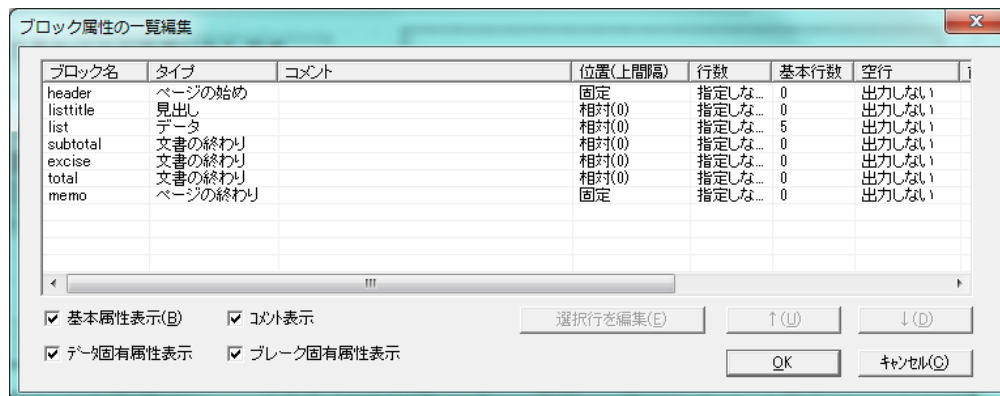 ブロック属性の一覧編集
ブロック名 タイプ コメント 位置(上間隔) 行数 基本行数 空行
header ページの始め 固定 指定しな... 0 出力しない
listtitle 見出し 相対(0) 指定しな... 0 出力しない
list データ 相対(0) 指定しな... 5 出力しない
subtotal 文書の終わり 相対(0) 指定しな... 0 出力しない
excise 文書の終わり 相対(0) 指定しな... 0 出力しない
total 文書の終わり 相対(0) 指定しな... 0 出力しない
memo ページの終わり 固定 指定しな... 0 出力しない
基本属性表示(B) コメント表示 選択行を編集(E) ↑(U) ↓(D)
データ固有属性表示 ブレーク固有属性表示 OK キャンセル(C)